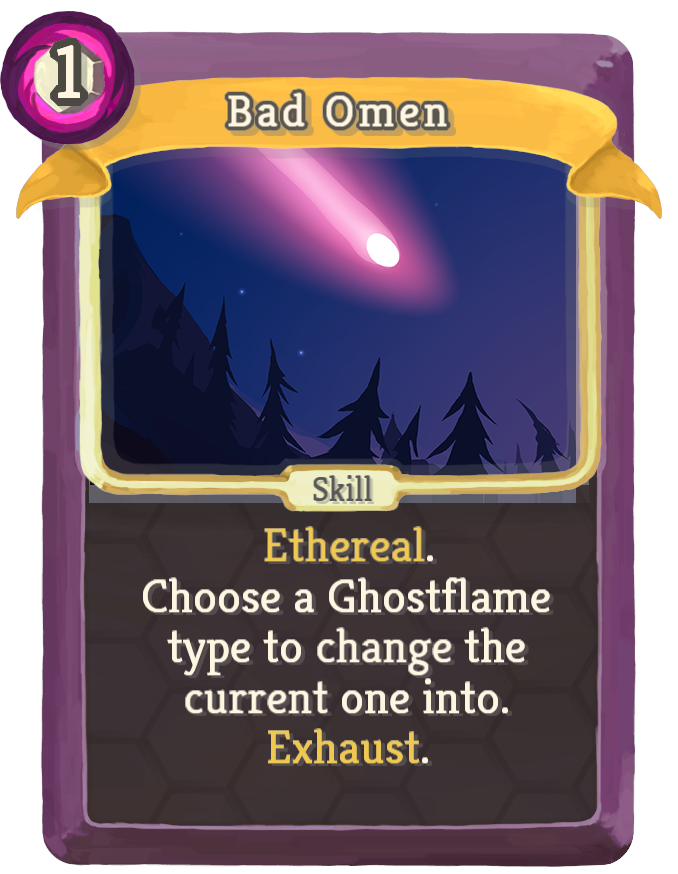 1
Bad Omen
Skill
Ethereal.
Choose a Ghostflame
type to change the
current one into.
Exhaust.